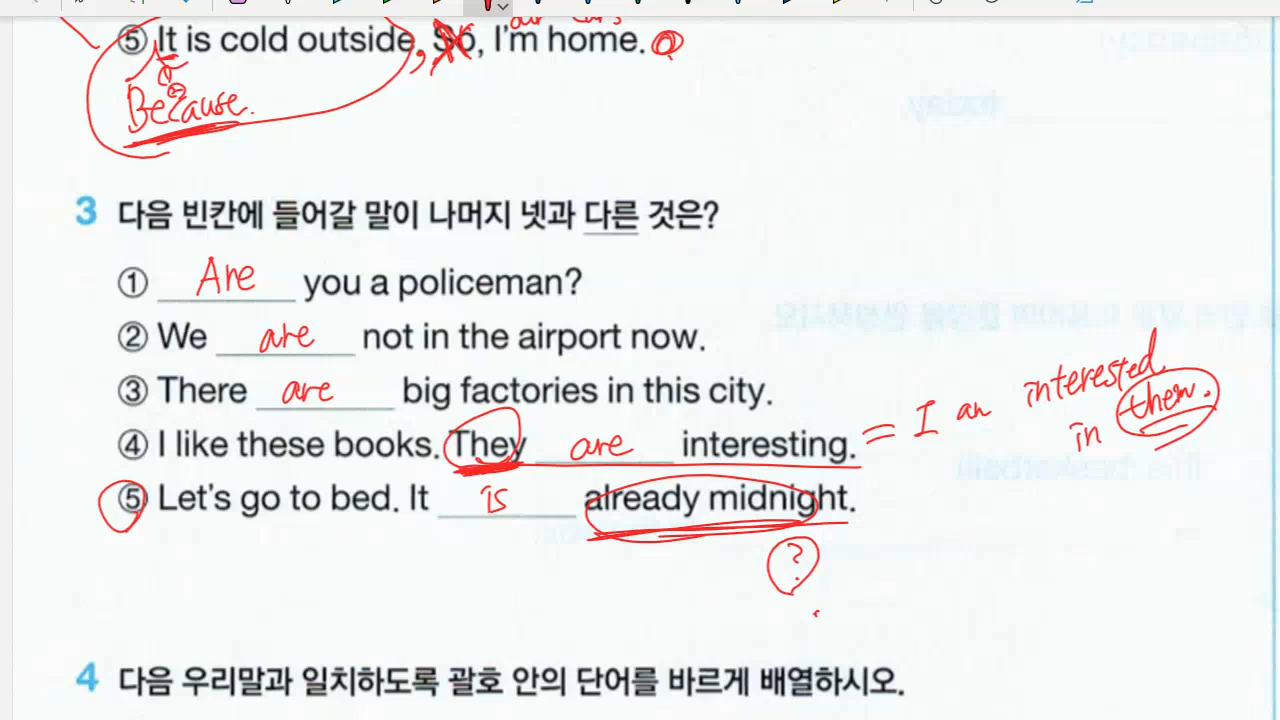 ⑤ It is cold outside, So, I'm home.
Because.
3 다음 빈칸에 들어갈 말이 나머지 넷과 다른 것은?
① Are you a policeman?
② We are not in the airport now.
③ There are big factories in this city.
④ I like these books. They are interesting. = I am interested in them.
⑤ Let's go to bed. It is already midnight.
?
4 다음 우리말과 일치하도록 괄호 안의 단어를 바르게 배열하시오.